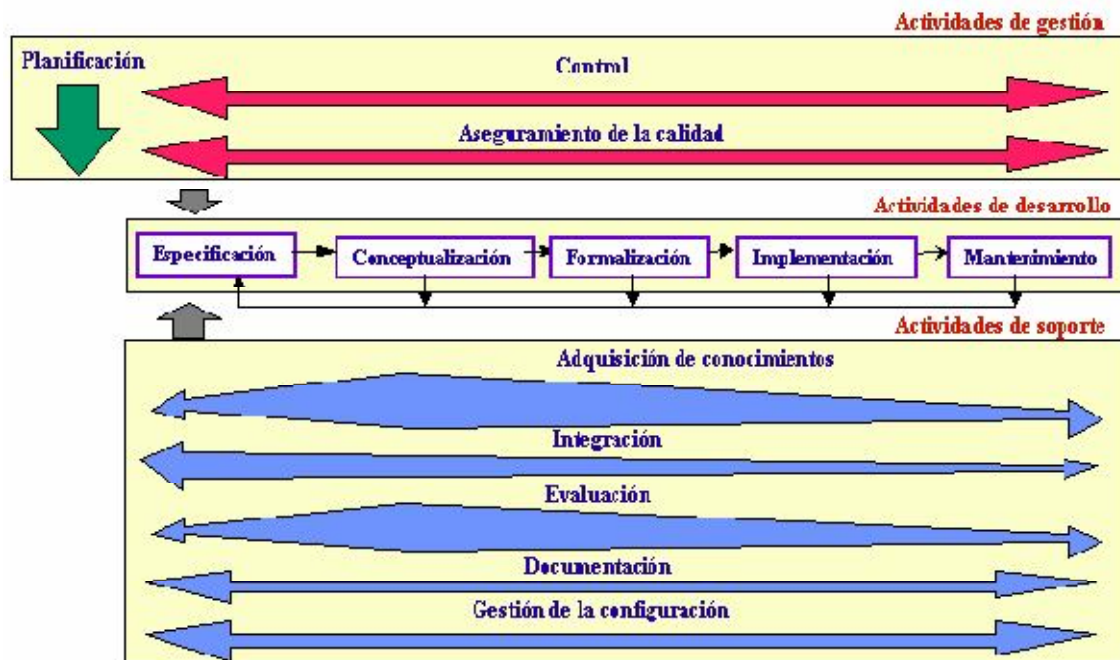 Actividades de gestión
Planificación
Control
Aseguramiento de la calidad
Actividades de desarrollo
Especificación
Conceptualización
Formalización
Implementación
Mantenimiento
Actividades de soporte
Adquisición de conocimientos
Integración
Evaluación
Documentación
Gestión de la configuración